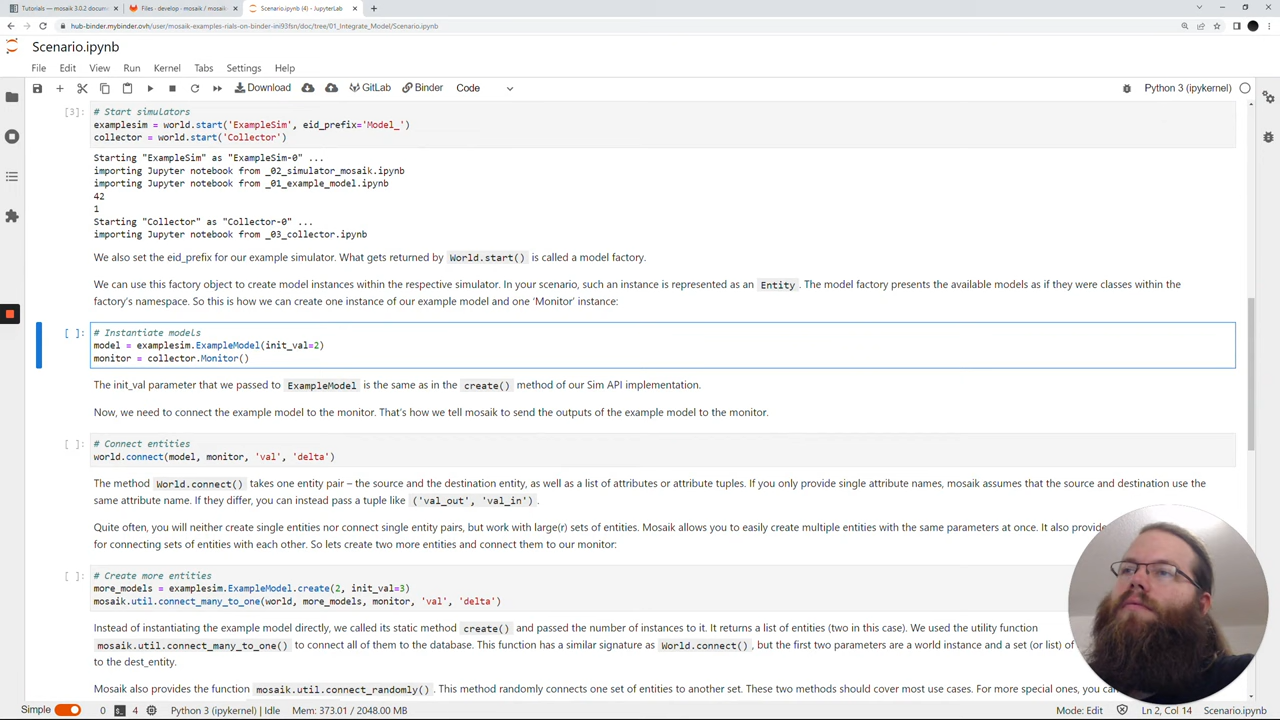 Tutorials — mosaik 3.0.2 docum
Files · develop · mosaik / mosai
Scenario.ipynb (4) - JupyterLab
hub-binder.mybinder.ovh/user/mosaik-examples-rials-on-binder-ini93fsn/doc/tree/01_Integrate_Model/Scenario.ipynb
Scenario.ipynb
File Edit View Run Kernel Tabs Settings Help
Download GitLab Binder Code Python 3 (ipykernel)
[3]: # Start simulators
examplesim = world.start('ExampleSim', eid_prefix='Model_')
collector = world.start('Collector')
Starting "ExampleSim" as "ExampleSim-0" ...
importing Jupyter notebook from _02_simulator_mosaik.ipynb
importing Jupyter notebook from _01_example_model.ipynb
42
1
Starting "Collector" as "Collector-0" ...
importing Jupyter notebook from _03_collector.ipynb
We also set the eid_prefix for our example simulator. What gets returned by World.start() is called a model factory.
We can use this factory object to create model instances within the respective simulator. In your scenario, such an instance is represented as an Entity . The model factory presents the available models as if they were classes within the
factory's namespace. So this is how we can create one instance of our example model and one 'Monitor' instance:
[ ]: # Instantiate models
model = examplesim.ExampleModel(init_val=2)
monitor = collector.Monitor()
The init_val parameter that we passed to ExampleModel is the same as in the create() method of our Sim API implementation.
Now, we need to connect the example model to the monitor. That's how we tell mosaik to send the outputs of the example model to the monitor.
[ ]: # Connect entities
world.connect(model, monitor, 'val', 'delta')
The method World.connect() takes one entity pair – the source and the destination entity, as well as a list of attributes or attribute tuples. If you only provide single attribute names, mosaik assumes that the source and destination use the
same attribute name. If they differ, you can instead pass a tuple like ('val_out', 'val_in') .
Quite often, you will neither create single entities nor connect single entity pairs, but work with large(r) sets of entities. Mosaik allows you to easily create multiple entities with the same parameters at once. It also provide
for connecting sets of entities with each other. So lets create two more entities and connect them to our monitor:
[ ]: # Create more entities
more_models = examplesim.ExampleModel.create(2, init_val=3)
mosaik.util.connect_many_to_one(world, more_models, monitor, 'val', 'delta')
Instead of instantiating the example model directly, we called its static method create() and passed the number of instances to it. It returns a list of entities (two in this case). We used the utility function
mosaik.util.connect_many_to_one() to connect all of them to the database. This function has a similar signature as World.connect() , but the first two parameters are a world instance and a set (or list) of
to the dest_entity.
Mosaik also provides the function mosaik.util.connect_randomly() . This method randomly connects one set of entities to another set. These two methods should cover most use cases. For more special ones, you ca
Simple 0 4 Python 3 (ipykernel) | Idle Mem: 373.01 / 2048.00 MB Mode: Edit Ln 2, Col 14 Scenario.ipynb